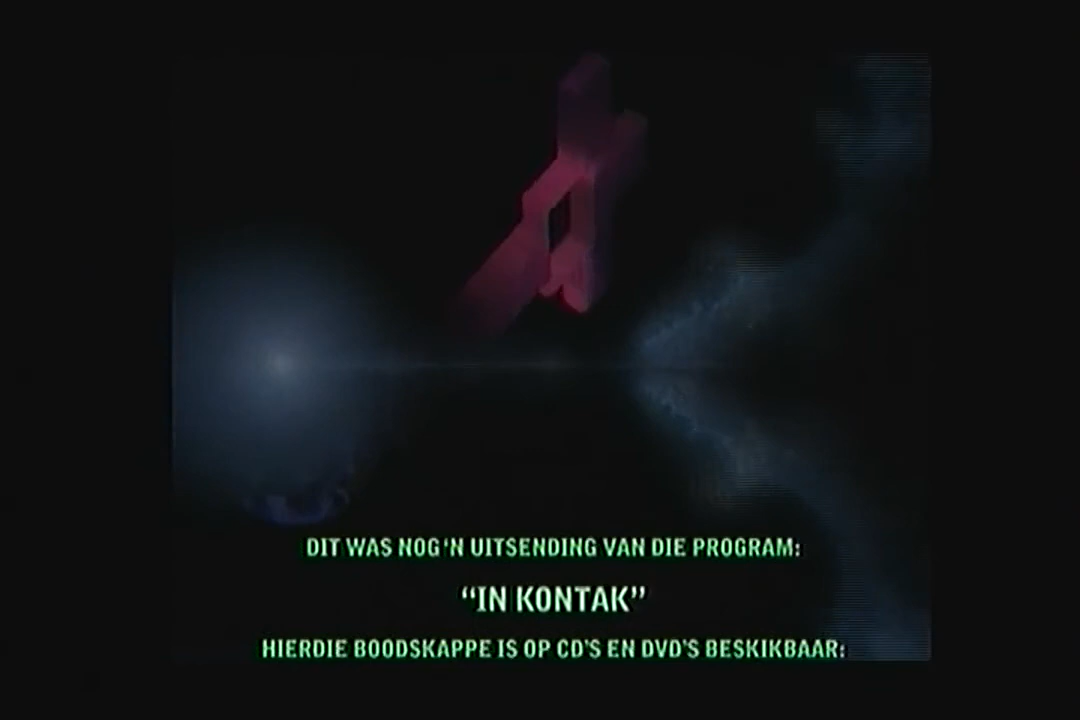 DIT WAS NOG 'N UITSENDING VAN DIE PROGRAM:
“IN KONTAK”
HIERDIE BOODSKAPPE IS OP CD'S EN DVD'S BESKIKBAAR: